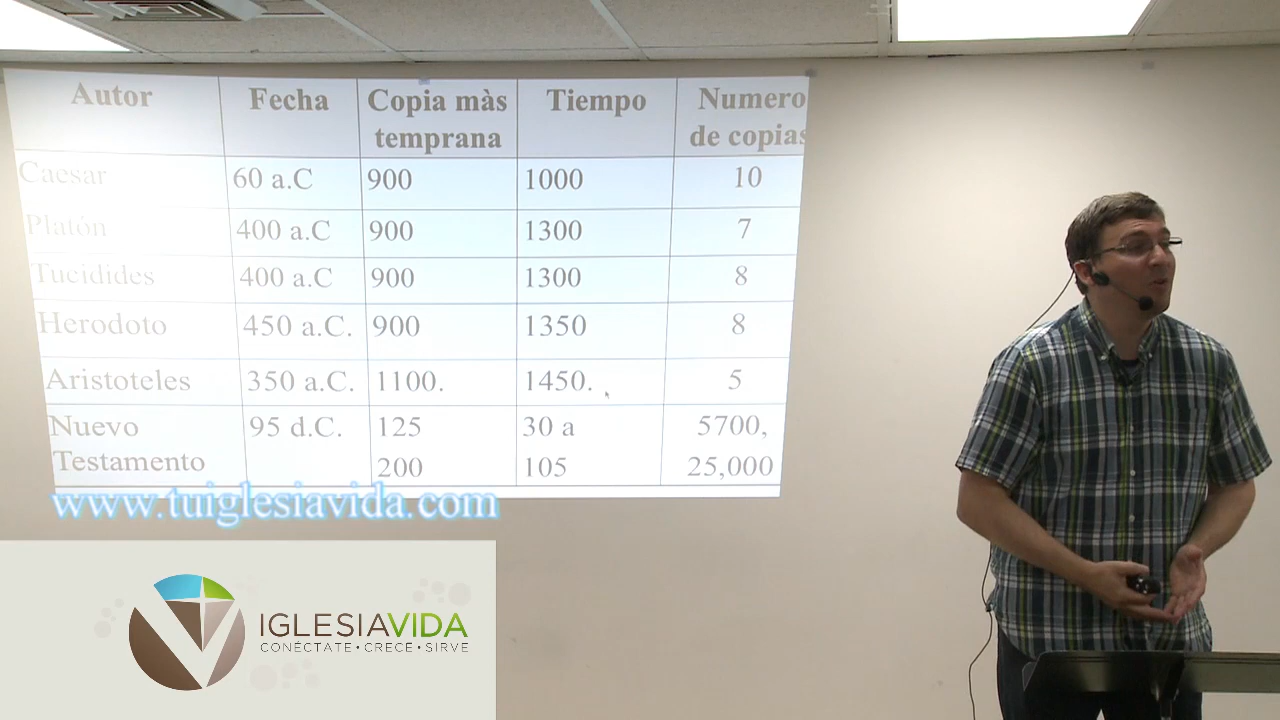 Autor Fecha Copia màs temprana Tiempo Numero de copias
Caesar 60 a.C 900 1000 10
Platón 400 a.C 900 1300 7
Tucidides 400 a.C 900 1300 8
Herodoto 450 a.C. 900 1350 8
Aristoteles 350 a.C. 1100. 1450. 5
Nuevo 95 d.C. 125 30 a 5700,
Testamento 200 105 25,000
www.tuiglesiavida.com
IGLESIAVIDA
CONÉCTATE • CRECE • SIRVE